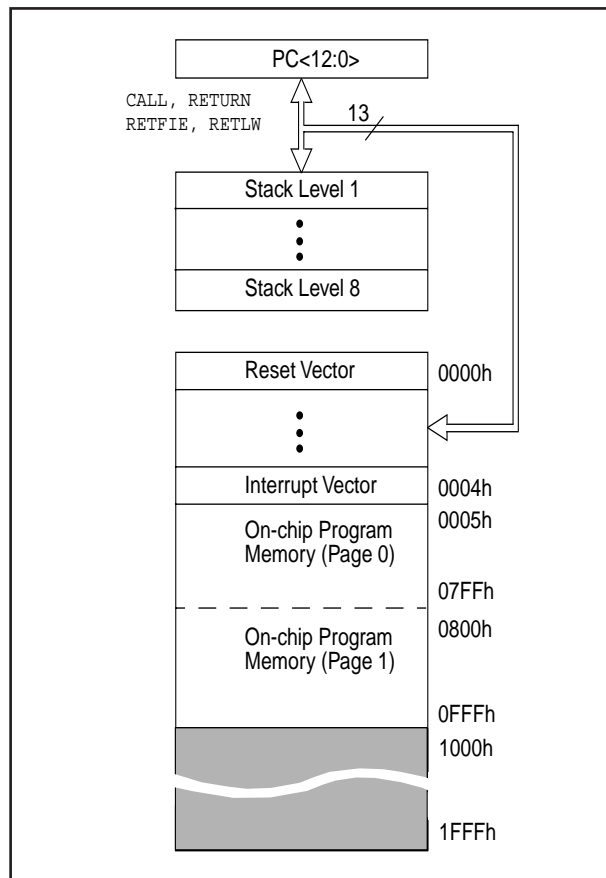 PC<12:0>
CALL, RETURN
RETFIE, RETLW
13
Stack Level 1
Stack Level 8
Reset Vector
0000h
Interrupt Vector
0004h
0005h
On-chip Program
Memory (Page 0)
07FFh
0800h
On-chip Program
Memory (Page 1)
0FFFh
1000h
1FFFh